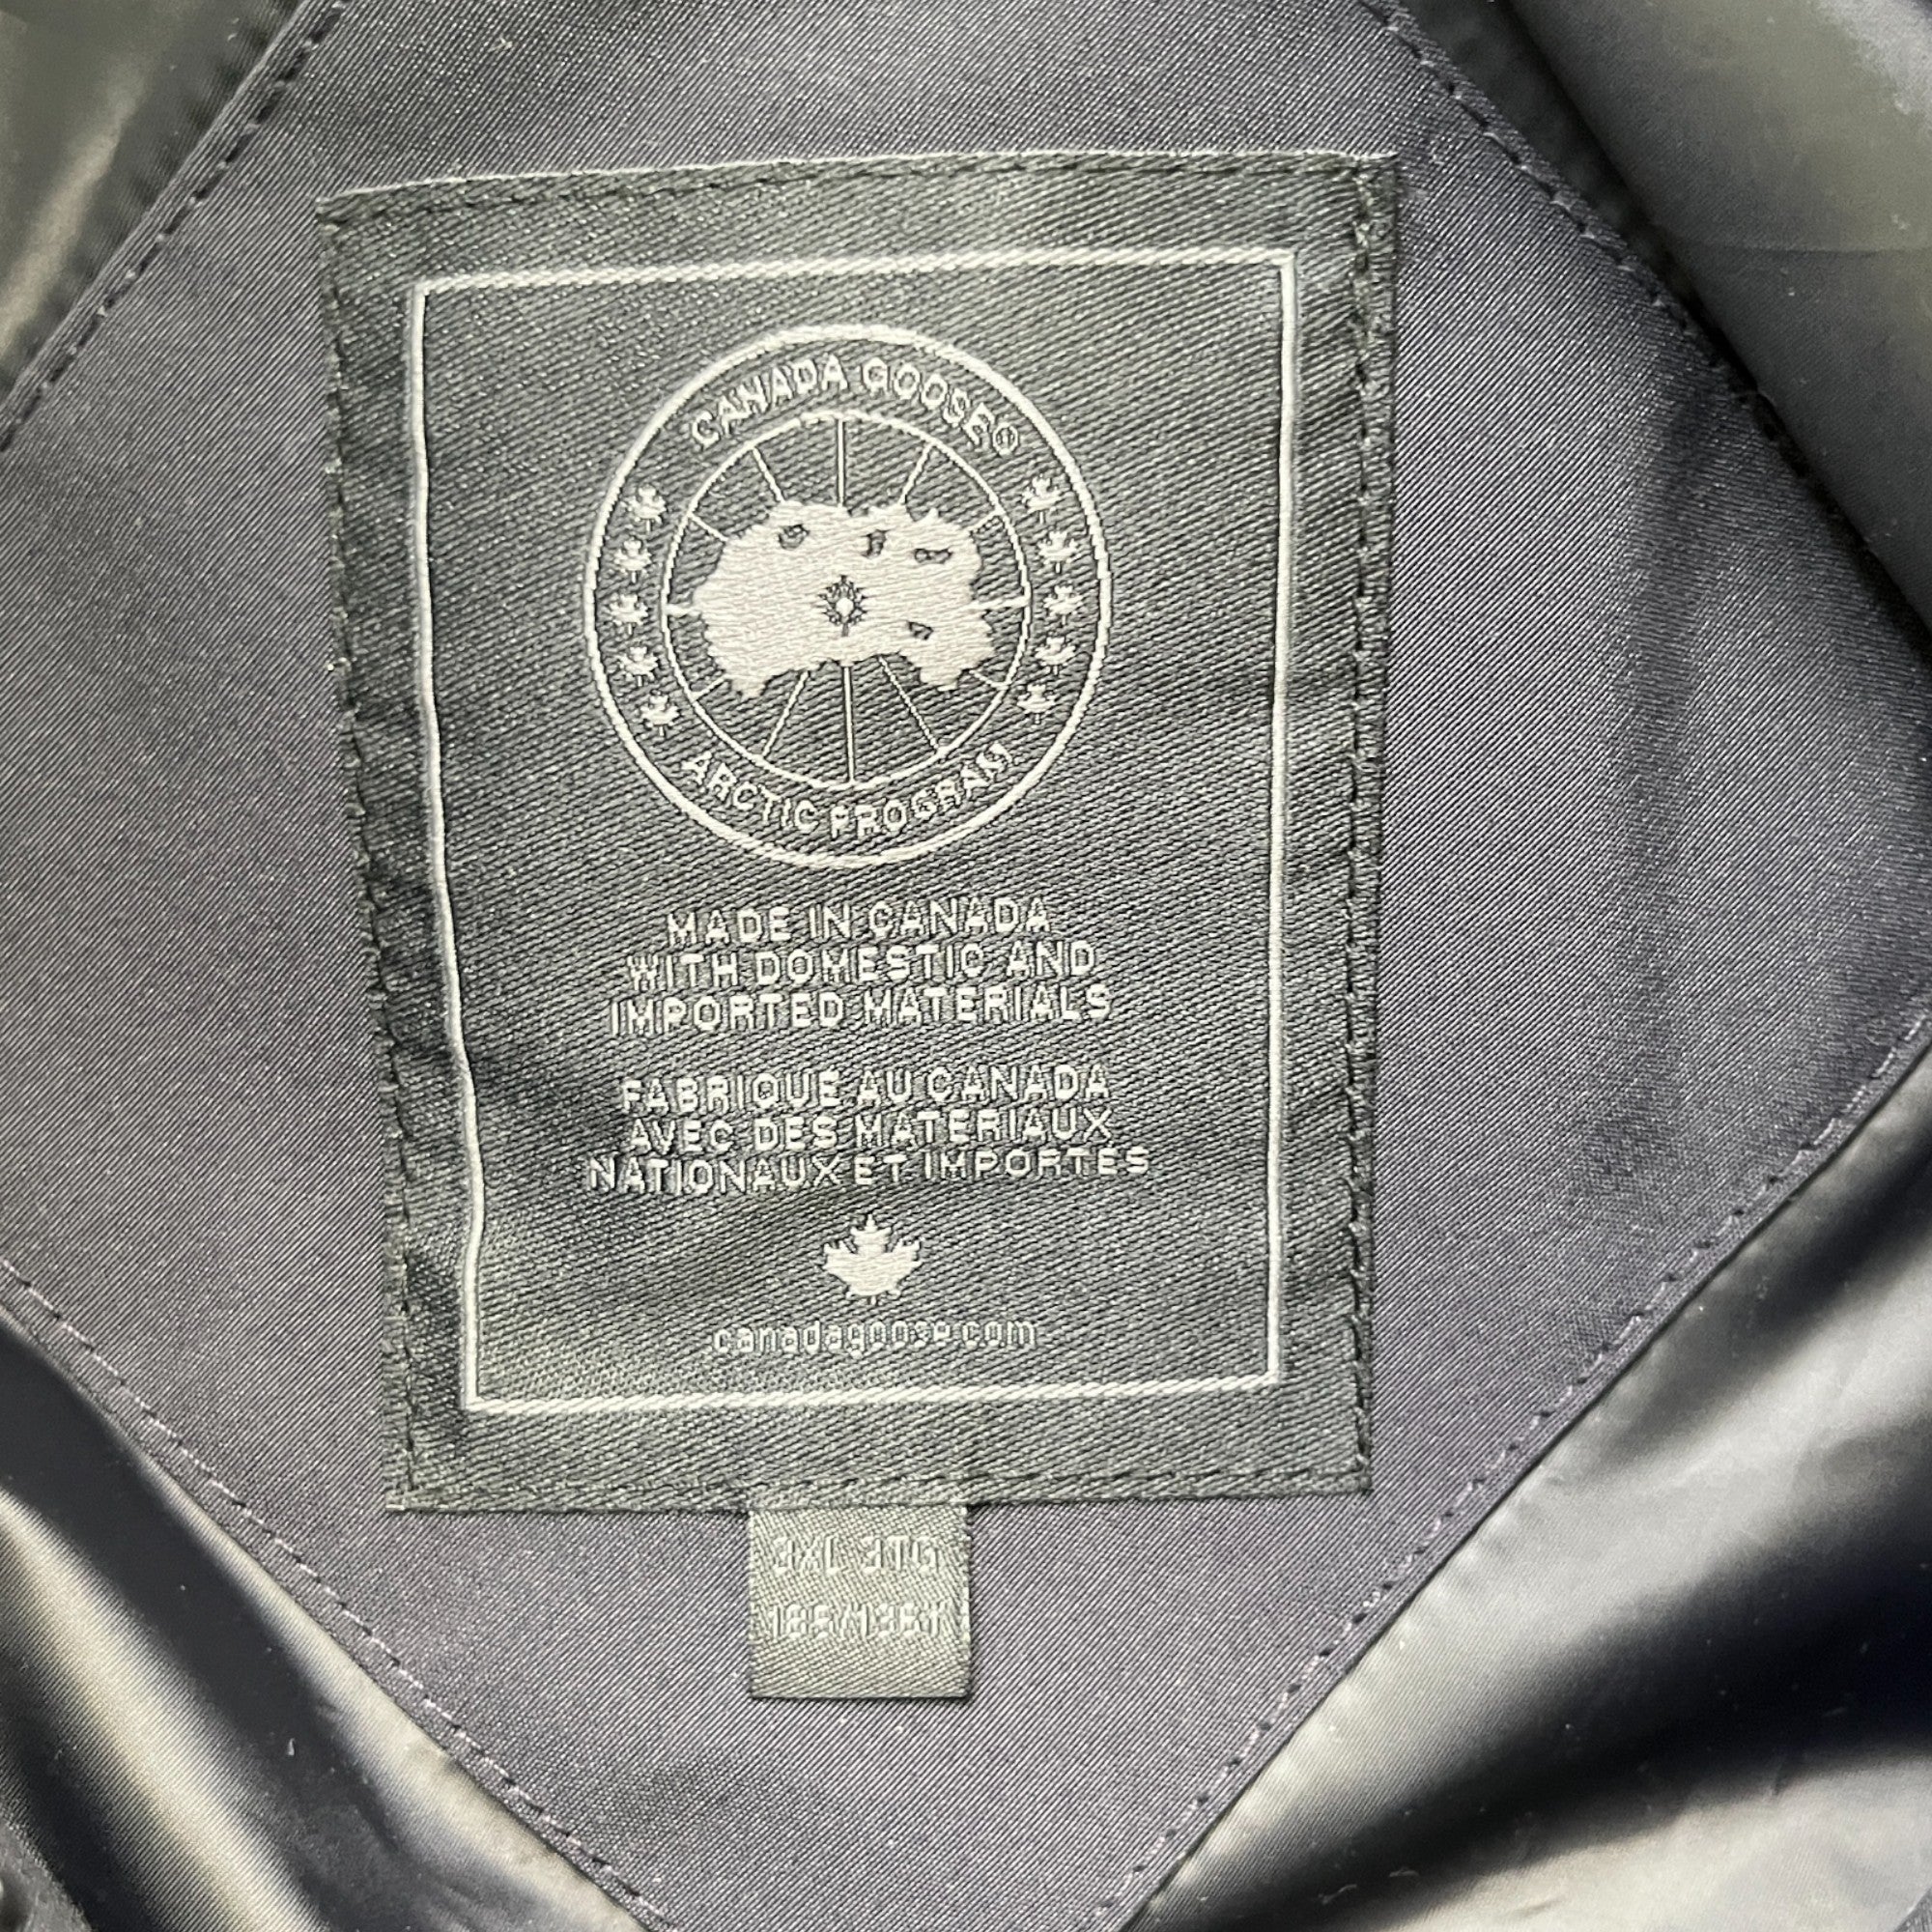 CANADA GOOSE®
ARCTIC PROGRAM
MADE IN CANADA
WITH DOMESTIC AND
IMPORTED MATERIALS
FABRIQUE AU CANADA
AVEC DES MATERIAUX
NATIONAUX ET IMPORTES
canadagoose.com
3XL 3TG